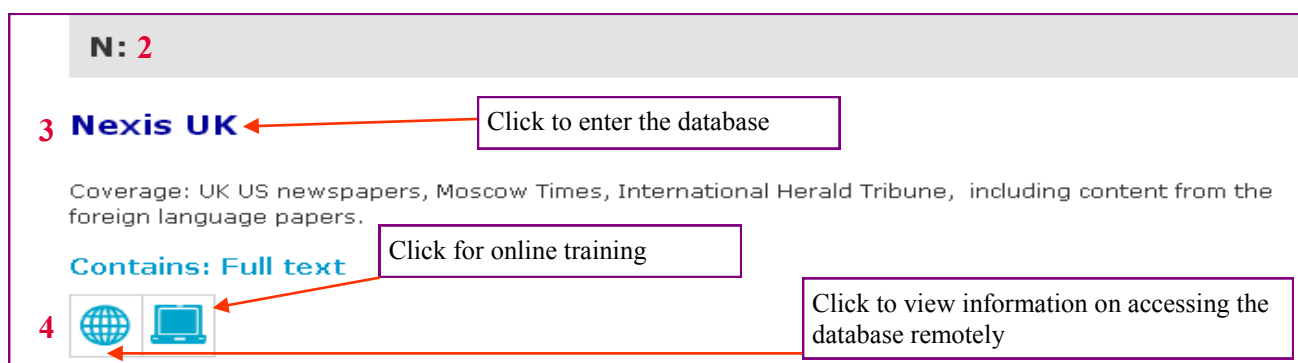 N: 2
3 Nexis UK
Click to enter the database
Coverage: UK US newspapers, Moscow Times, International Herald Tribune, including content from the
foreign language papers.
Click for online training
Contains: Full text
4
Click to view information on accessing the
database remotely